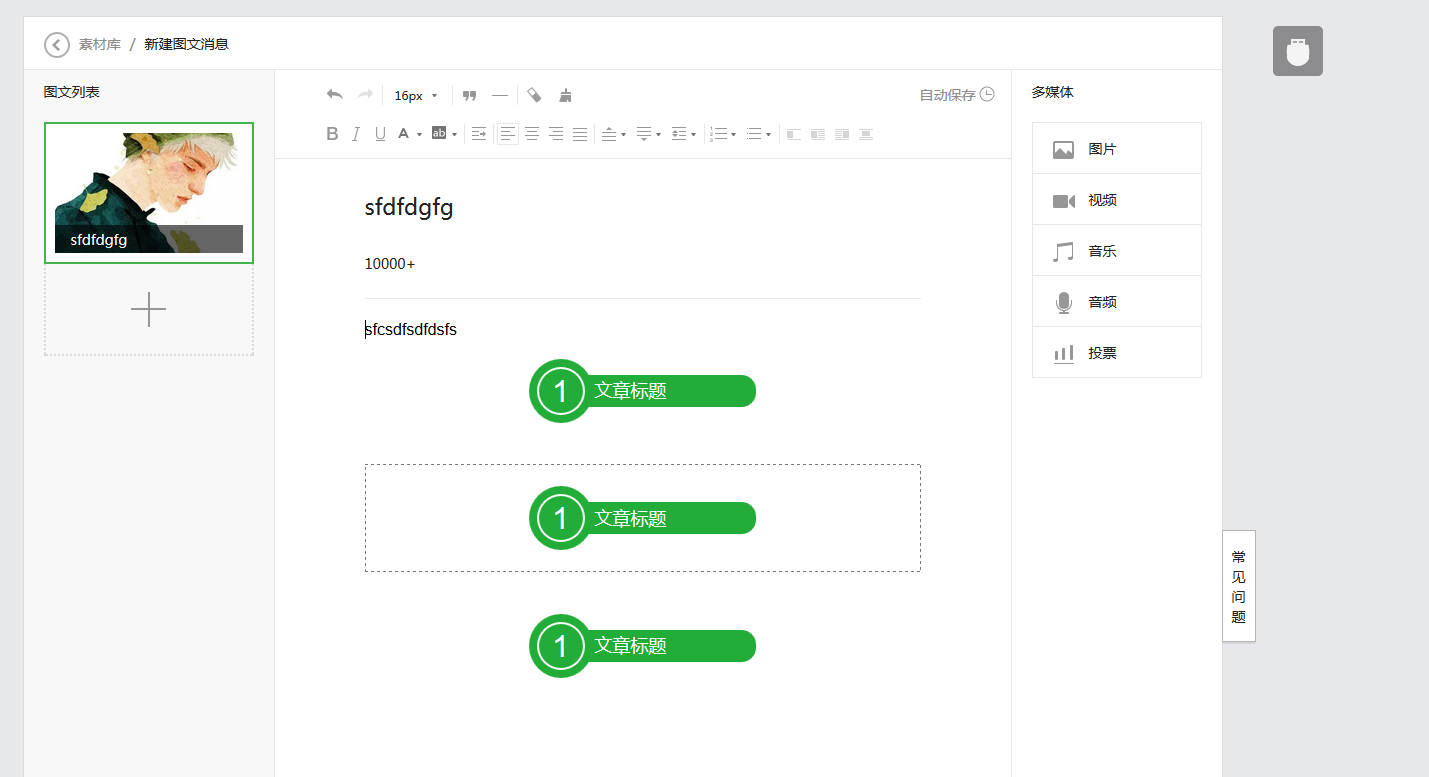 素材库 / 新建图文消息
图文列表
sfdfdgfg
16px
自动保存
B I U A ab
sfdfdgfg
10000+
sfcsdfsdfdsfs
1 文章标题
1 文章标题
1 文章标题
多媒体
图片
视频
音乐
音频
投票
常
见
问
题